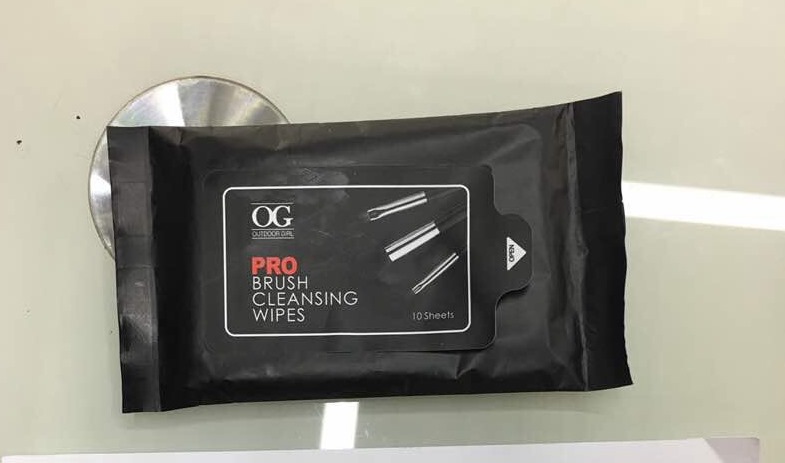 OG
OUTDOOR GIRL
PRO
BRUSH
CLEANSING
WIPES
10 Sheets
OPEN